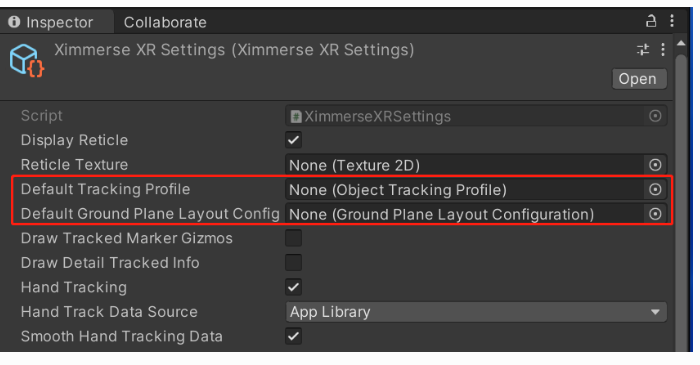 Inspector Collaborate
Ximmerse XR Settings (Ximmerse XR Settings)
Open
Script XimmerseXRSettings
Display Reticle
Reticle Texture None (Texture 2D)
Default Tracking Profile None (Object Tracking Profile)
Default Ground Plane Layout Config None (Ground Plane Layout Configuration)
Draw Tracked Marker Gizmos
Draw Detail Tracked Info
Hand Tracking
Hand Track Data Source App Library
Smooth Hand Tracking Data